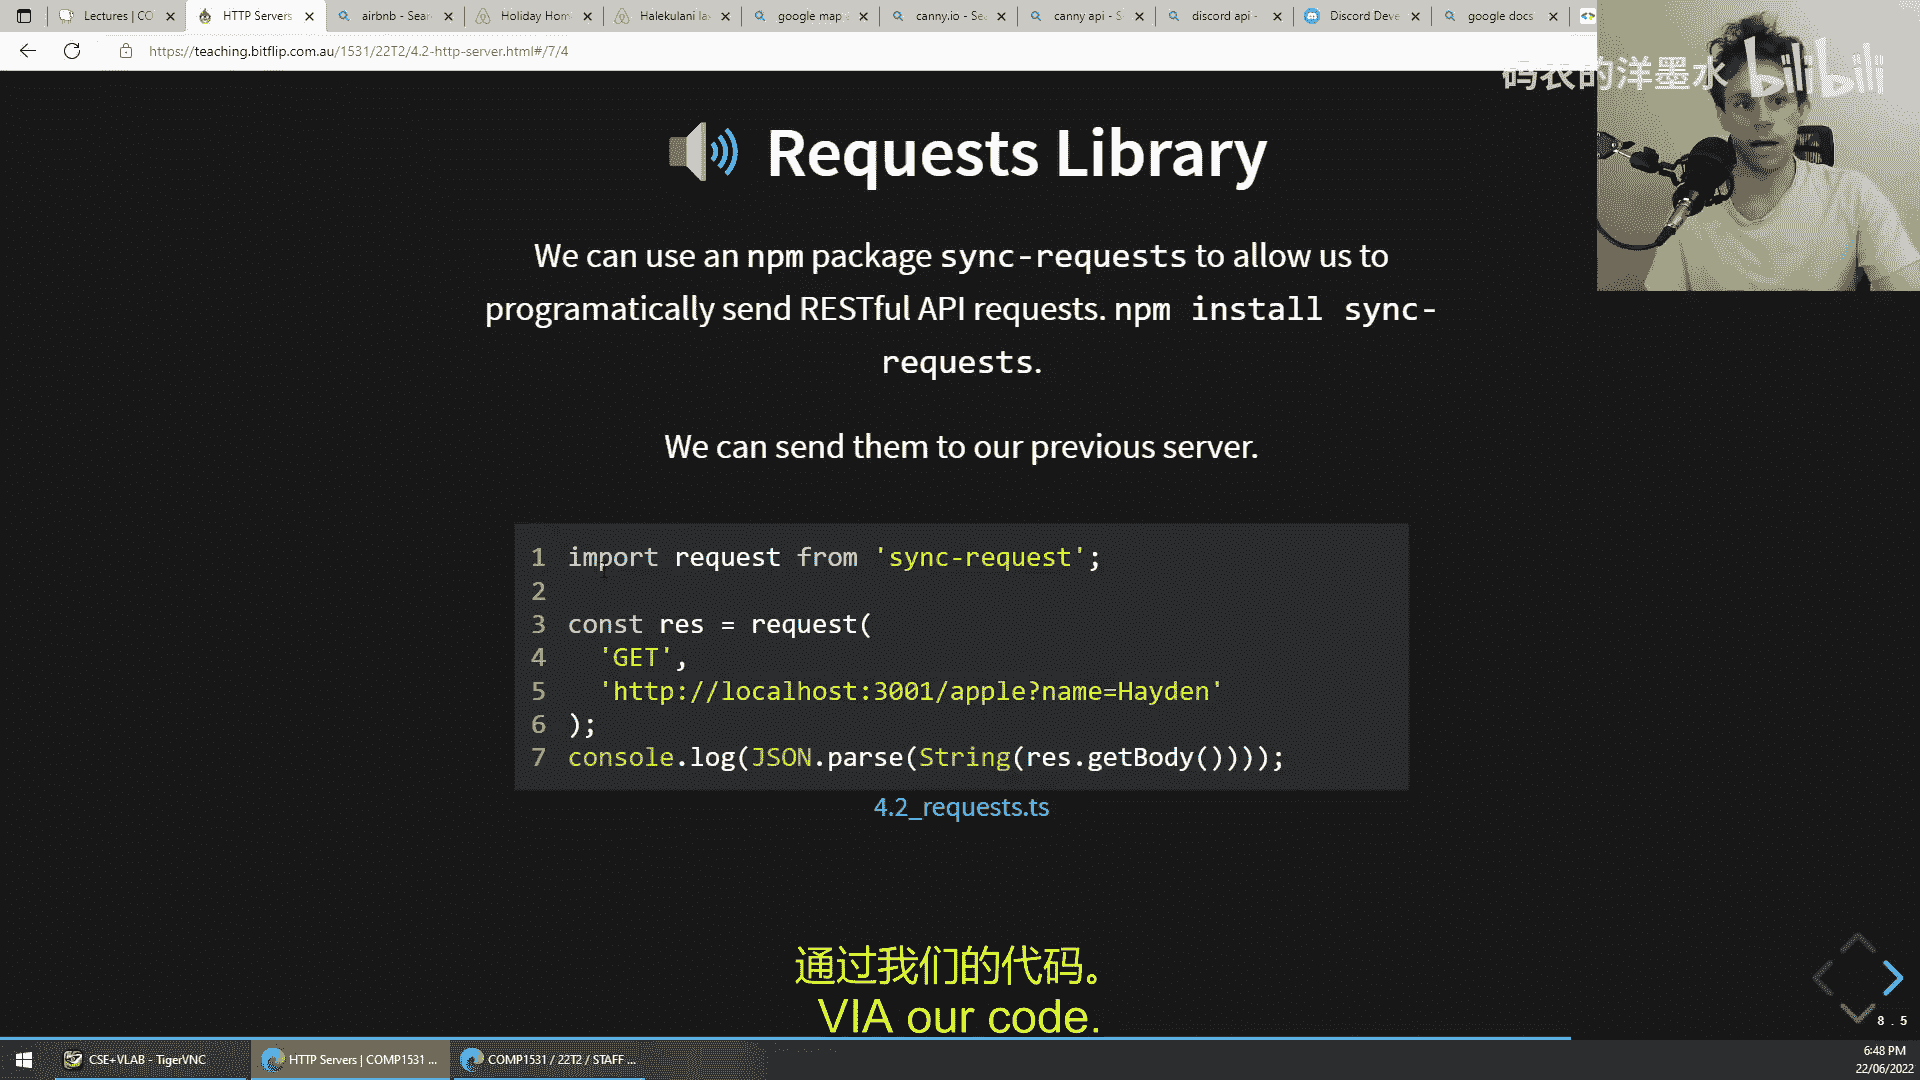 Lectures | CO
HTTP Servers
airbnb - Sear
Holiday Hom
Halekulani la
google map
canny.io - Se
canny api - S
discord api -
Discord Deve
google docs
https://teaching.bitflip.com.au/1531/22T2/4.2-http-server.html#/7/4
码农的洋墨水 bilibili
Requests Library
We can use an npm package sync-requests to allow us to
programatically send RESTful API requests. npm install sync-
requests.
We can send them to our previous server.
1 import request from 'sync-request';
2
3 const res = request(
4 'GET',
5 'http://localhost:3001/apple?name=Hayden'
6 );
7 console.log(JSON.parse(String(res.getBody())));
4.2_requests.ts
通过我们的代码。
VIA our code.
8 . 5
CSE+VLAB - TigerVNC
HTTP Servers | COMP1531 ...
COMP1531 / 22T2 / STAFF ...
6:48 PM
22/06/2022